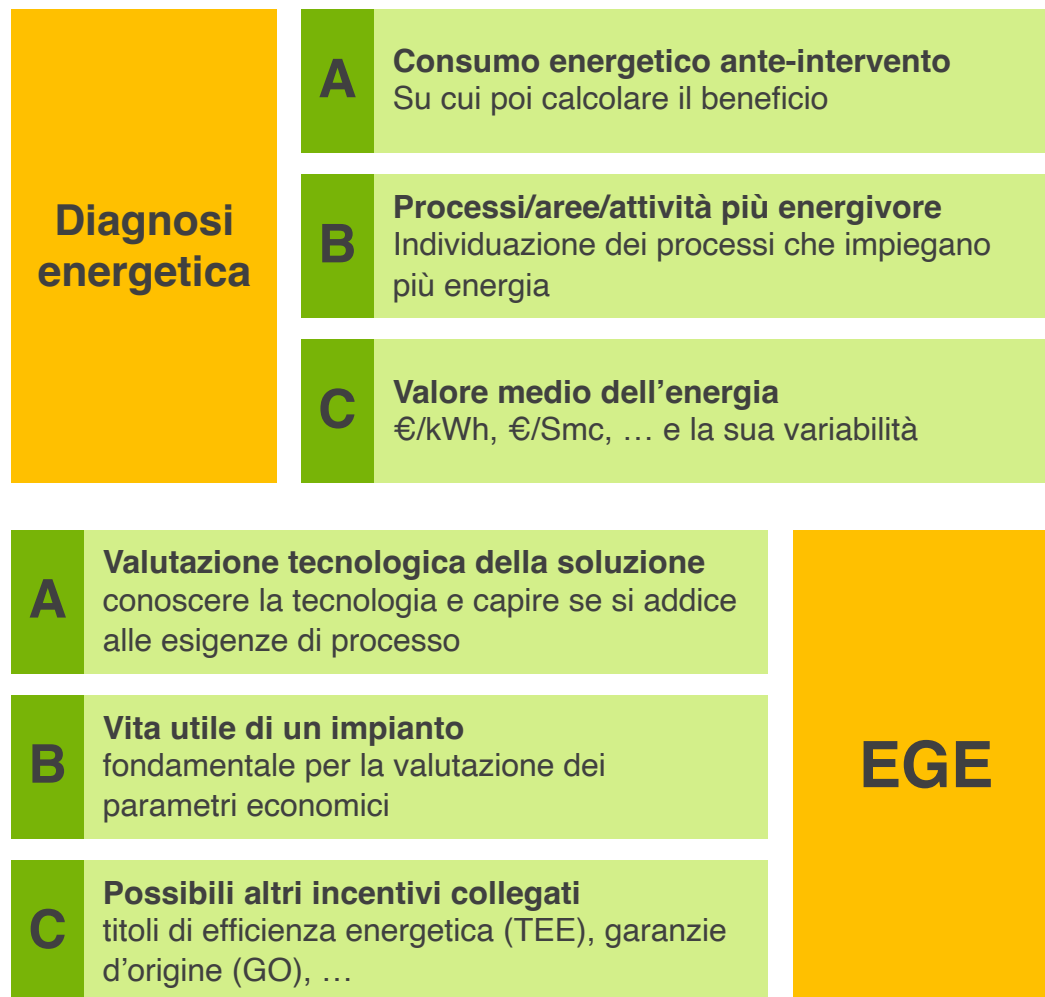 Diagnosi
energetica
A
Consumo energetico ante-intervento
Su cui poi calcolare il beneficio
B
Processi/aree/attività più energivore
Individuazione dei processi che impiegano
più energia
C
Valore medio dell’energia
€/kWh, €/Smc, … e la sua variabilità
A
Valutazione tecnologica della soluzione
conoscere la tecnologia e capire se si addice
alle esigenze di processo
B
Vita utile di un impianto
fondamentale per la valutazione dei
parametri economici
C
Possibili altri incentivi collegati
titoli di efficienza energetica (TEE), garanzie
d’origine (GO), …
EGE